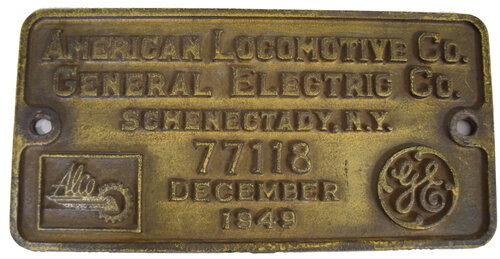 AMERICAN LOCOMOTIVE CO.
GENERAL ELECTRIC CO.
SCHENECTADY, N.Y.
77118
DECEMBER
1949
Alco
GE